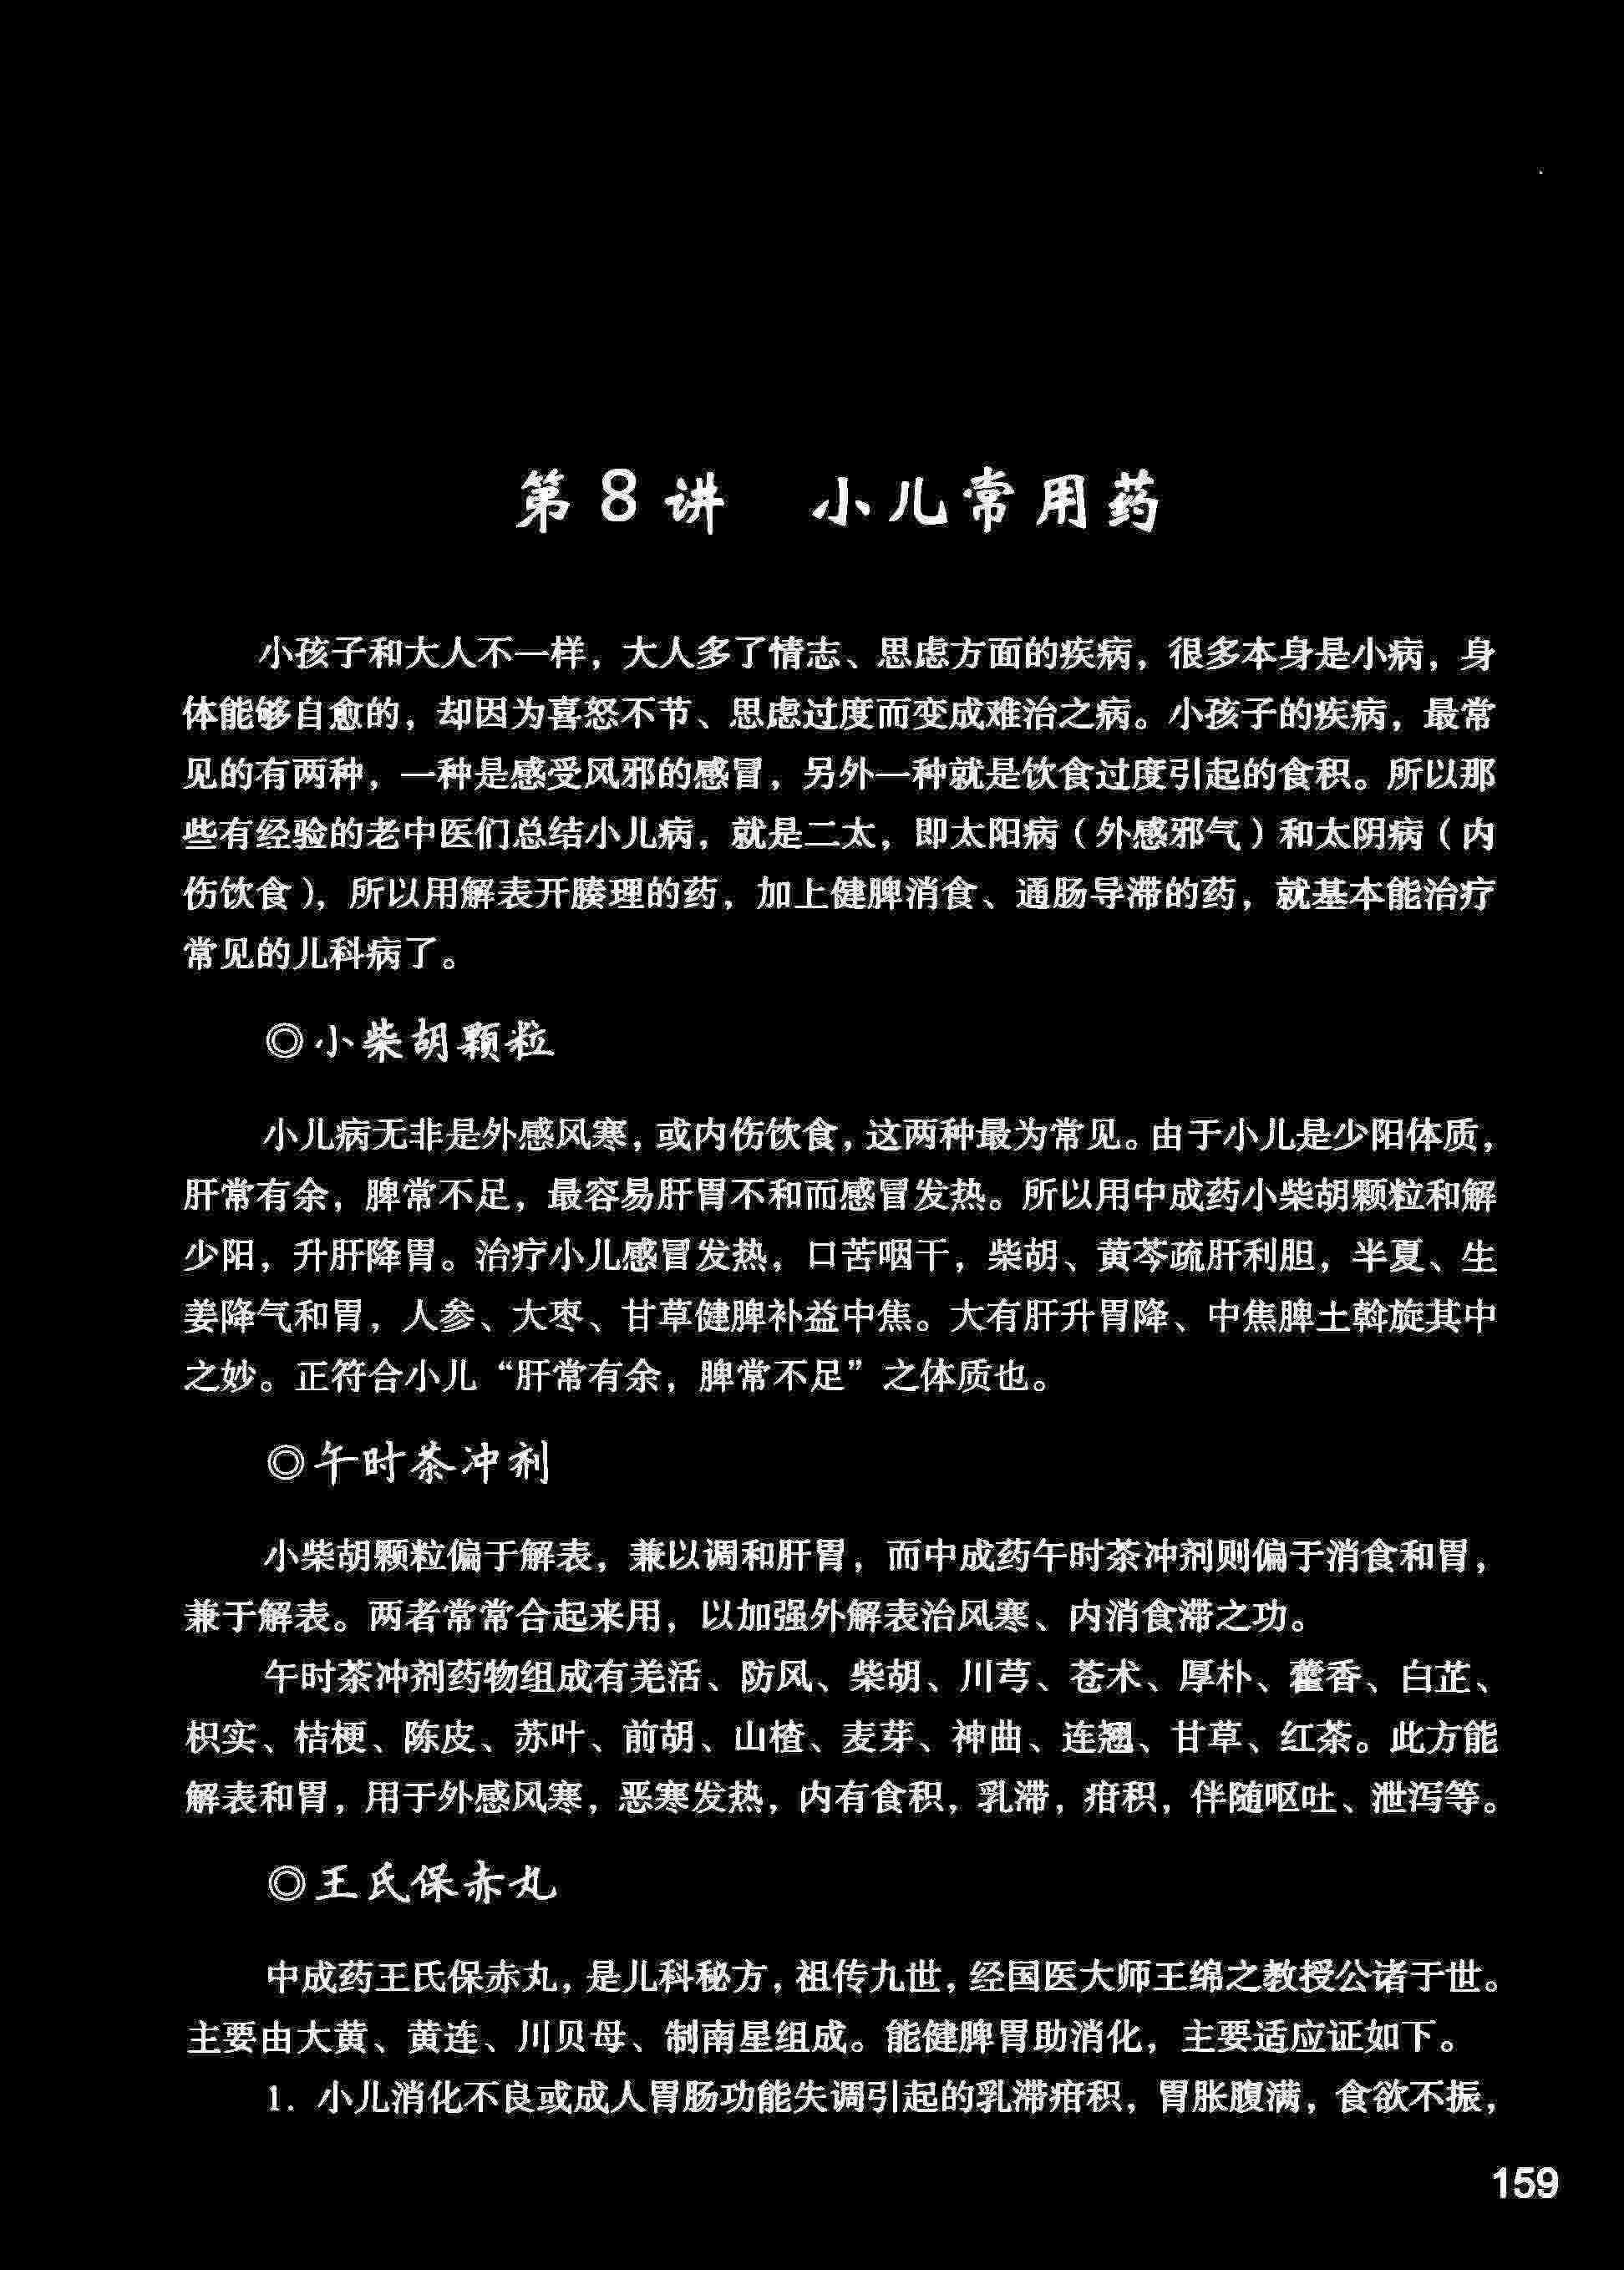 第8讲 小儿常用药
小孩子和大人不一样，大人多了情志、思虑方面的疾病，很多本身是小病，身
体能够自愈的，却因为喜怒不节、思虑过度而变成难治之病。小孩子的疾病，最常
见的有两种，一种是感受风邪的感冒，另外一种就是饮食过度引起的食积。所以那
些有经验的老中医们总结小儿病，就是二太，即太阳病（外感邪气）和太阴病（内
伤饮食），所以用解表开腠理的药，加上健脾消食、通肠导滞的药，就基本能治疗
常见的儿科病了。
◎小柴胡颗粒
小儿病无非是外感风寒，或内伤饮食，这两种最为常见。由于小儿是少阳体质，
肝常有余，脾常不足，最容易肝胃不和而感冒发热。所以用中成药小柴胡颗粒和解
少阳，升肝降胃。治疗小儿感冒发热，口苦咽干，柴胡、黄芩疏肝利胆，半夏、生
姜降气和胃，人参、大枣、甘草健脾补益中焦。大有肝升胃降、中焦脾土斡旋其中
之妙。正符合小儿“肝常有余，脾常不足”之体质也。
◎午时茶冲剂
小柴胡颗粒偏于解表，兼以调和肝胃，而中成药午时茶冲剂则偏于消食和胃，
兼于解表。两者常常合起来用，以加强外解表治风寒、内消食滞之功。
午时茶冲剂药物组成有羌活、防风、柴胡、川芎、苍术、厚朴、藿香、白芷、
枳实、桔梗、陈皮、苏叶、前胡、山楂、麦芽、神曲、连翘、甘草、红茶。此方能
解表和胃，用于外感风寒，恶寒发热，内有食积，乳滞，疳积，伴随呕吐、泄泻等。
◎王氏保赤丸
中成药王氏保赤丸，是儿科秘方，祖传九世，经国医大师王绵之教授公诸于世。
主要由大黄、黄连、川贝母、制南星组成。能健脾胃助消化，主要适应证如下。
1. 小儿消化不良或成人胃肠功能失调引起的乳滞疳积，胃胀腹满，食欲不振，
159